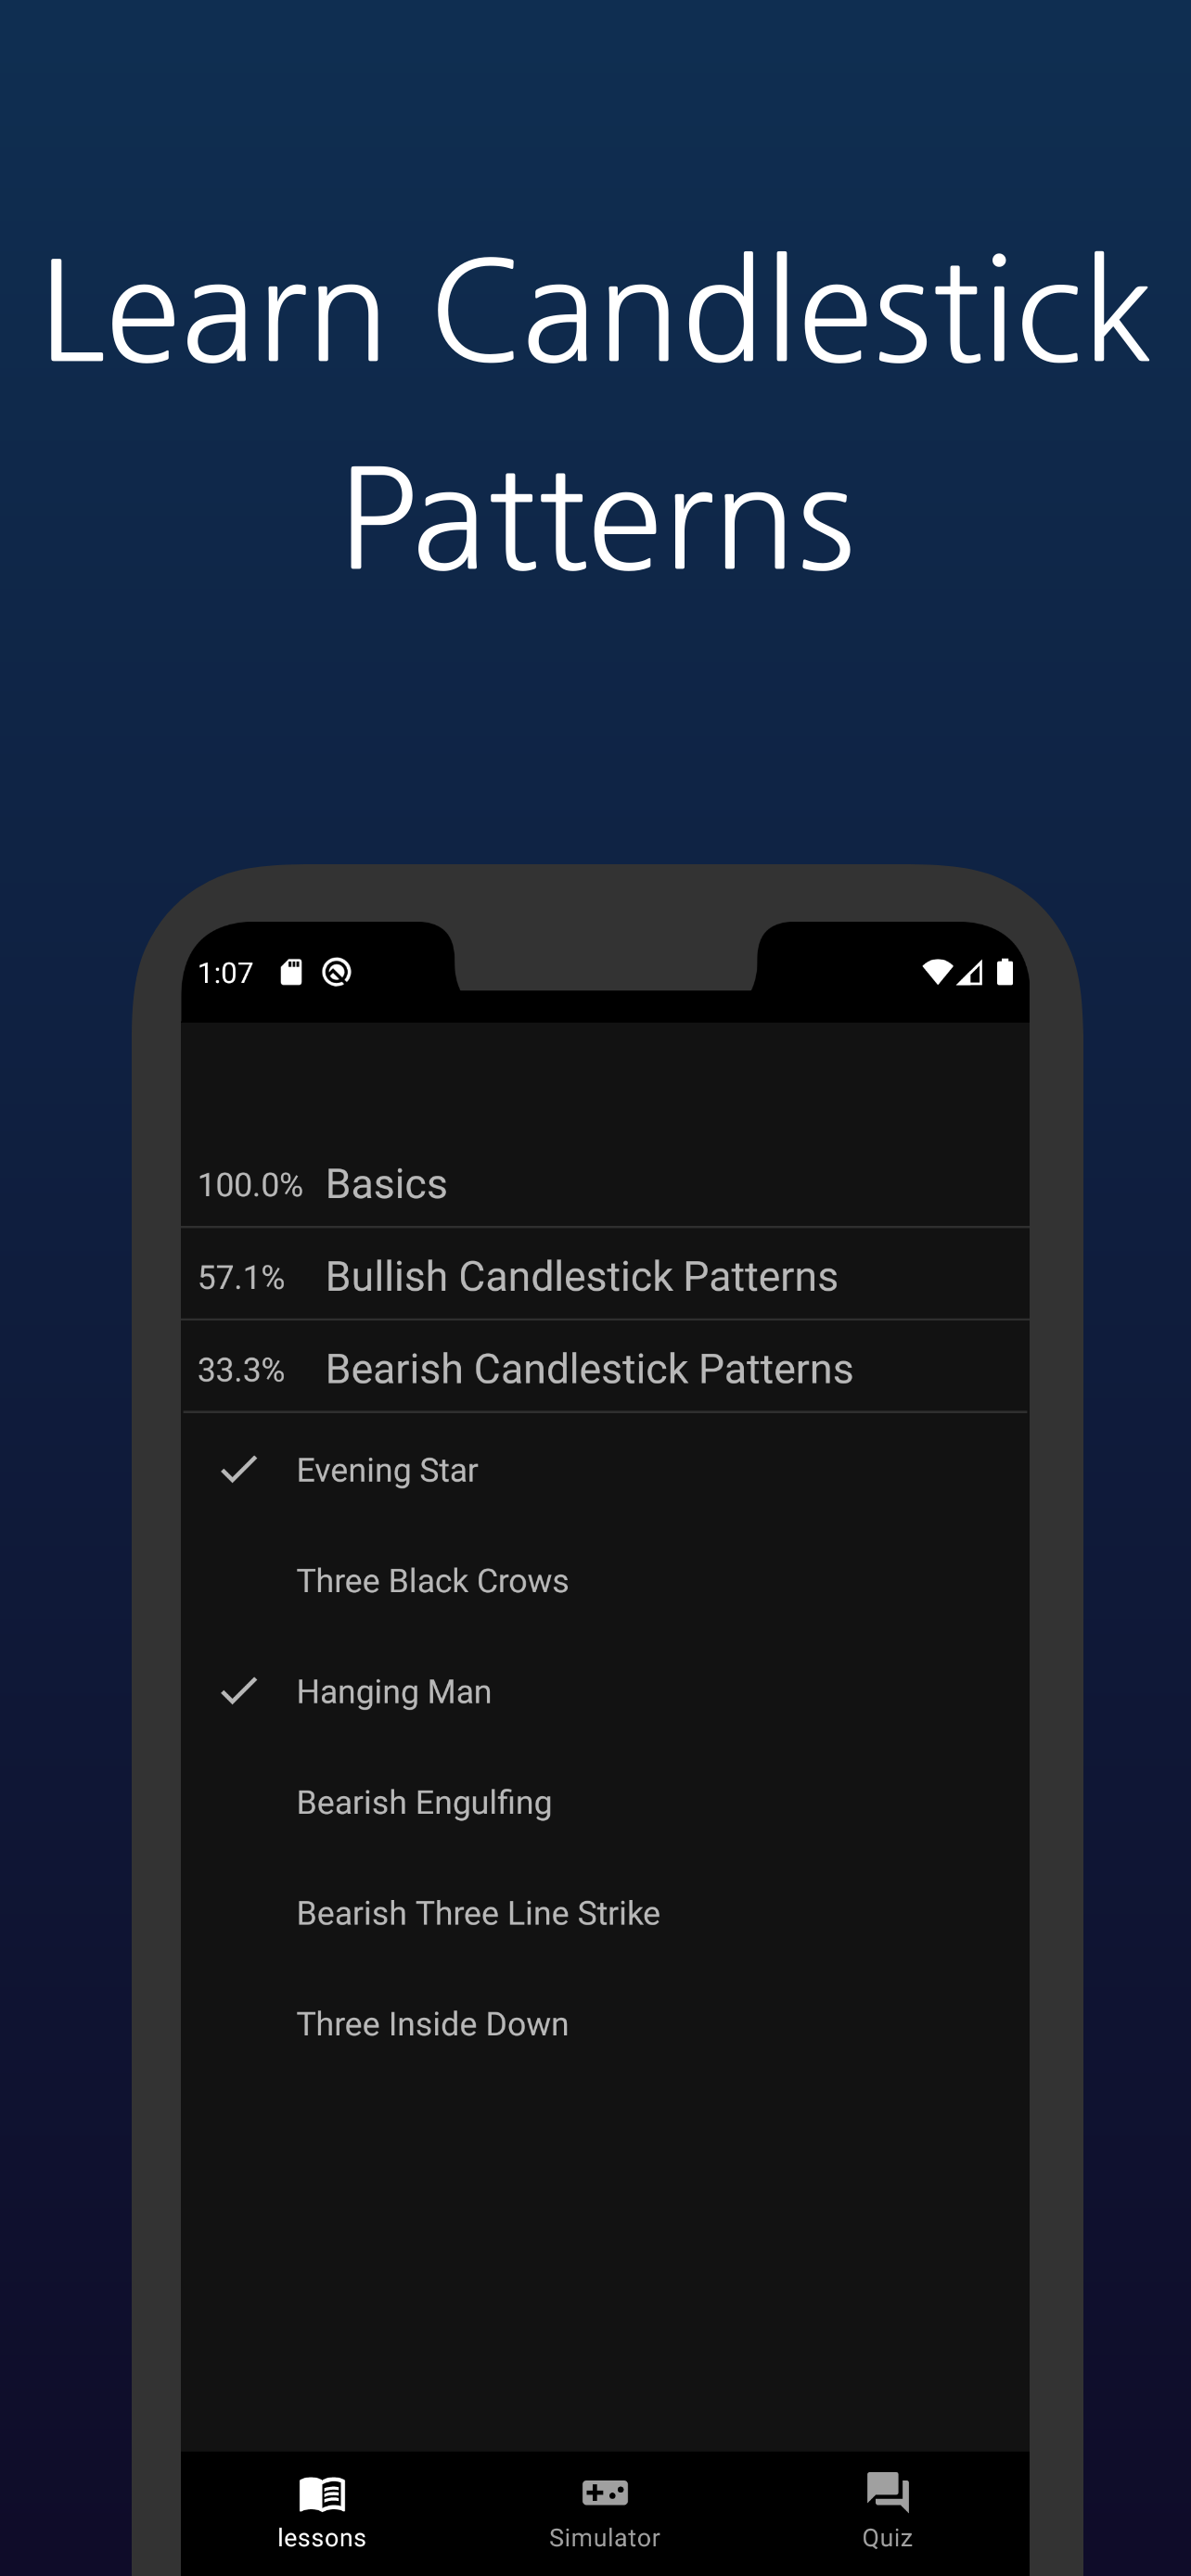 Learn Candlestick
Patterns
1:07
100.0% Basics
57.1% Bullish Candlestick Patterns
33.3% Bearish Candlestick Patterns
Evening Star
Three Black Crows
Hanging Man
Bearish Engulfing
Bearish Three Line Strike
Three Inside Down
lessons Simulator Quiz